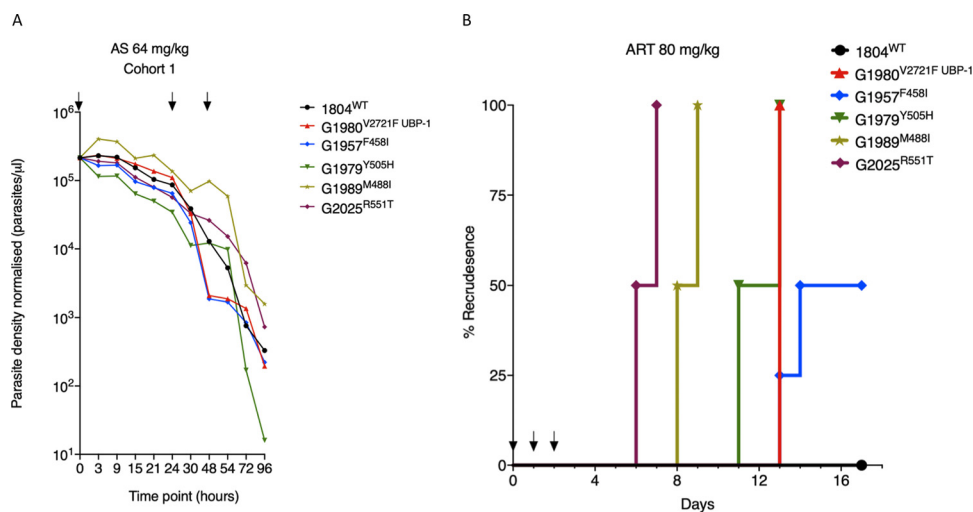 A
AS 64 mg/kg
Cohort 1
Parasite density normalised (parasites/µl)
10⁶
10⁵
10⁴
10³
10²
10¹
0 3 9 15 21 24 30 48 54 72 96
Time point (hours)
1804WT
G1980V2721F UBP-1
G1957F458I
G1979Y505H
G1989M488I
G2025R551T
B
ART 80 mg/kg
% Recrudesence
100
75
50
25
0
0 4 8 12 16
Days
1804WT
G1980V2721F UBP-1
G1957F458I
G1979Y505H
G1989M488I
G2025R551T